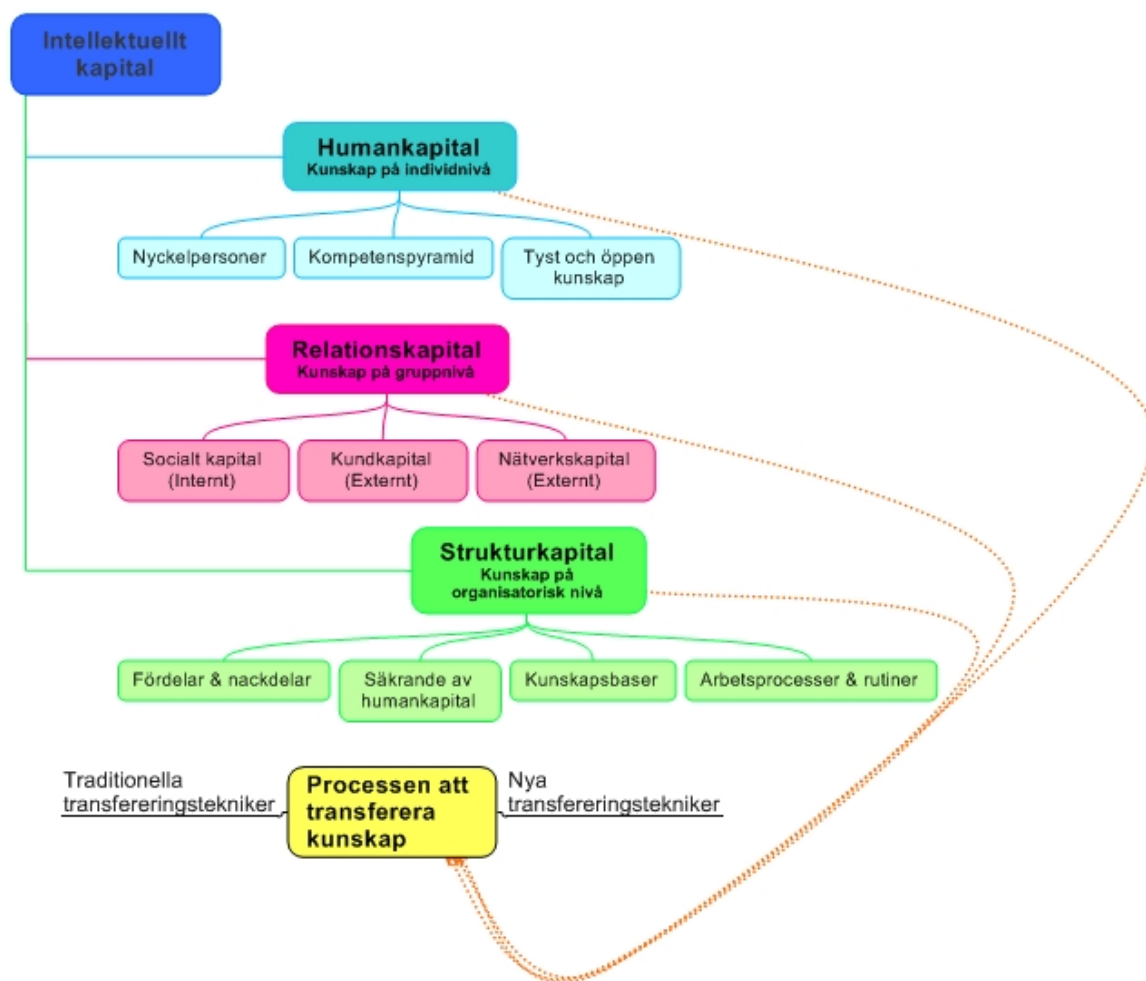 Intellektuellt
kapital
Humankapital
Kunskap på individnivå
Nyckelpersoner
Kompetenspyramid
Tyst och öppen
kunskap
Relationskapital
Kunskap på gruppnivå
Socialt kapital
(Internt)
Kundkapital
(Externt)
Nätverkskapital
(Externt)
Strukturkapital
Kunskap på
organisatorisk nivå
Fördelar & nackdelar
Säkrande av
humankapital
Kunskapsbaser
Arbetsprocesser & rutiner
Traditionella
transfereringstekniker
Processen att
transferera
kunskap
Nya
transfereringstekniker